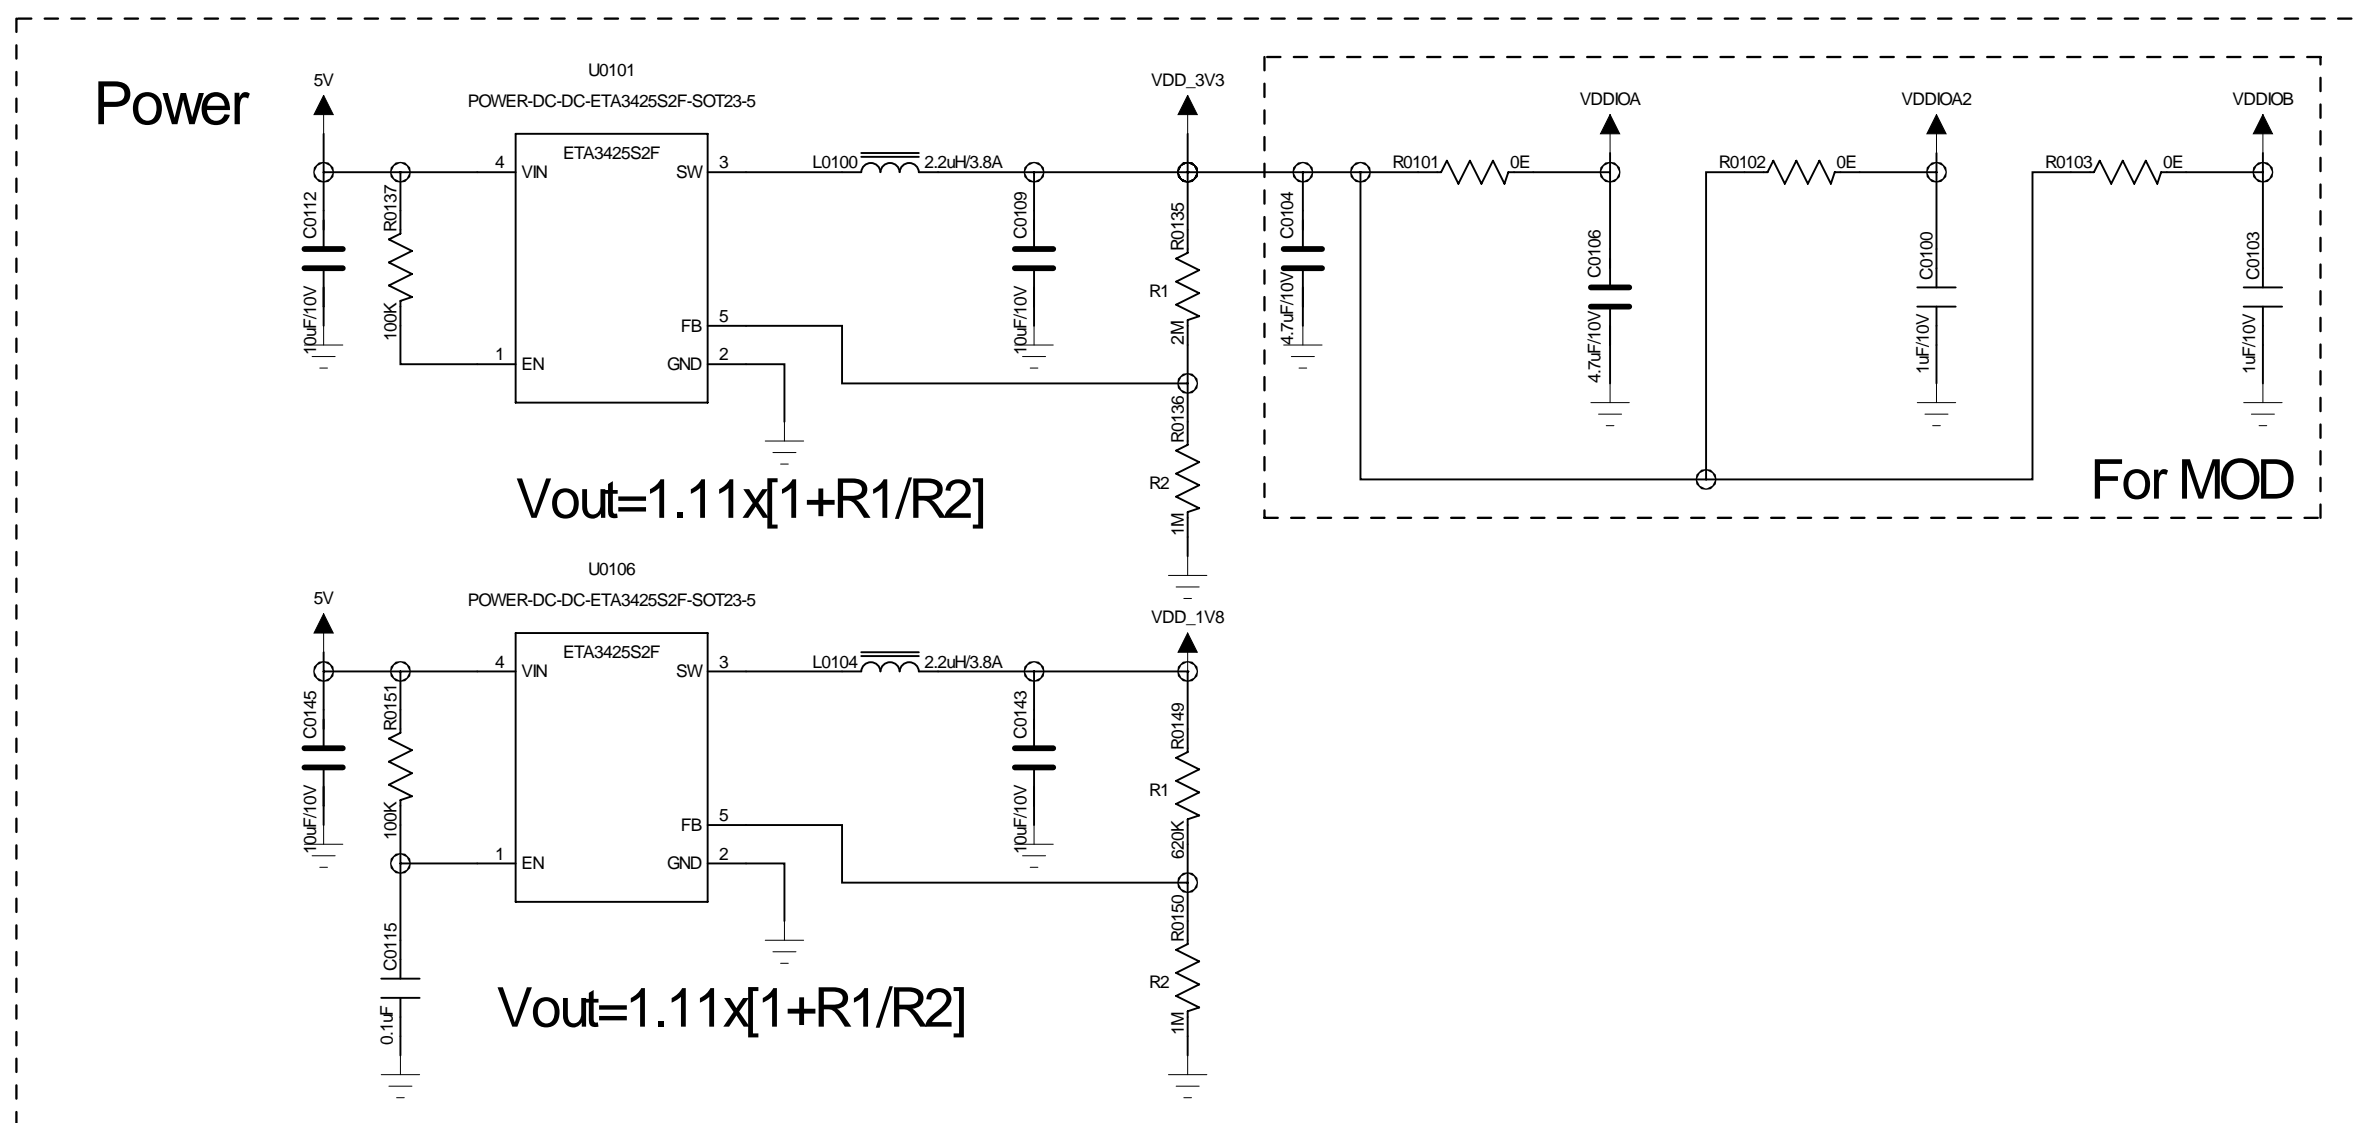 Power
5V
U0101
POWER-DC-DC-ETA3425S2F-SOT23-5
ETA3425S2F
4
VIN
SW
3
FB
5
1
EN
GND
2
C0112
10uF/10V
R0137
100K
L0100
2.2uH/3.8A
C0109
10uF/10V
VDD_3V3
R0135
R1
2M
R0136
R2
1M
Vout=1.11x[1+R1/R2]
C0104
4.7uF/10V
R0101
0E
VDDIOA
C0106
4.7uF/10V
R0102
0E
VDDIOA2
C0100
1uF/10V
R0103
0E
VDDIOB
C0103
1uF/10V
For MOD
5V
U0106
POWER-DC-DC-ETA3425S2F-SOT23-5
ETA3425S2F
4
VIN
SW
3
FB
5
1
EN
GND
2
C0145
10uF/10V
R0151
100K
C0115
0.1uF
L0104
2.2uH/3.8A
C0143
10uF/10V
VDD_1V8
R0149
R1
620K
R0150
R2
1M
Vout=1.11x[1+R1/R2]